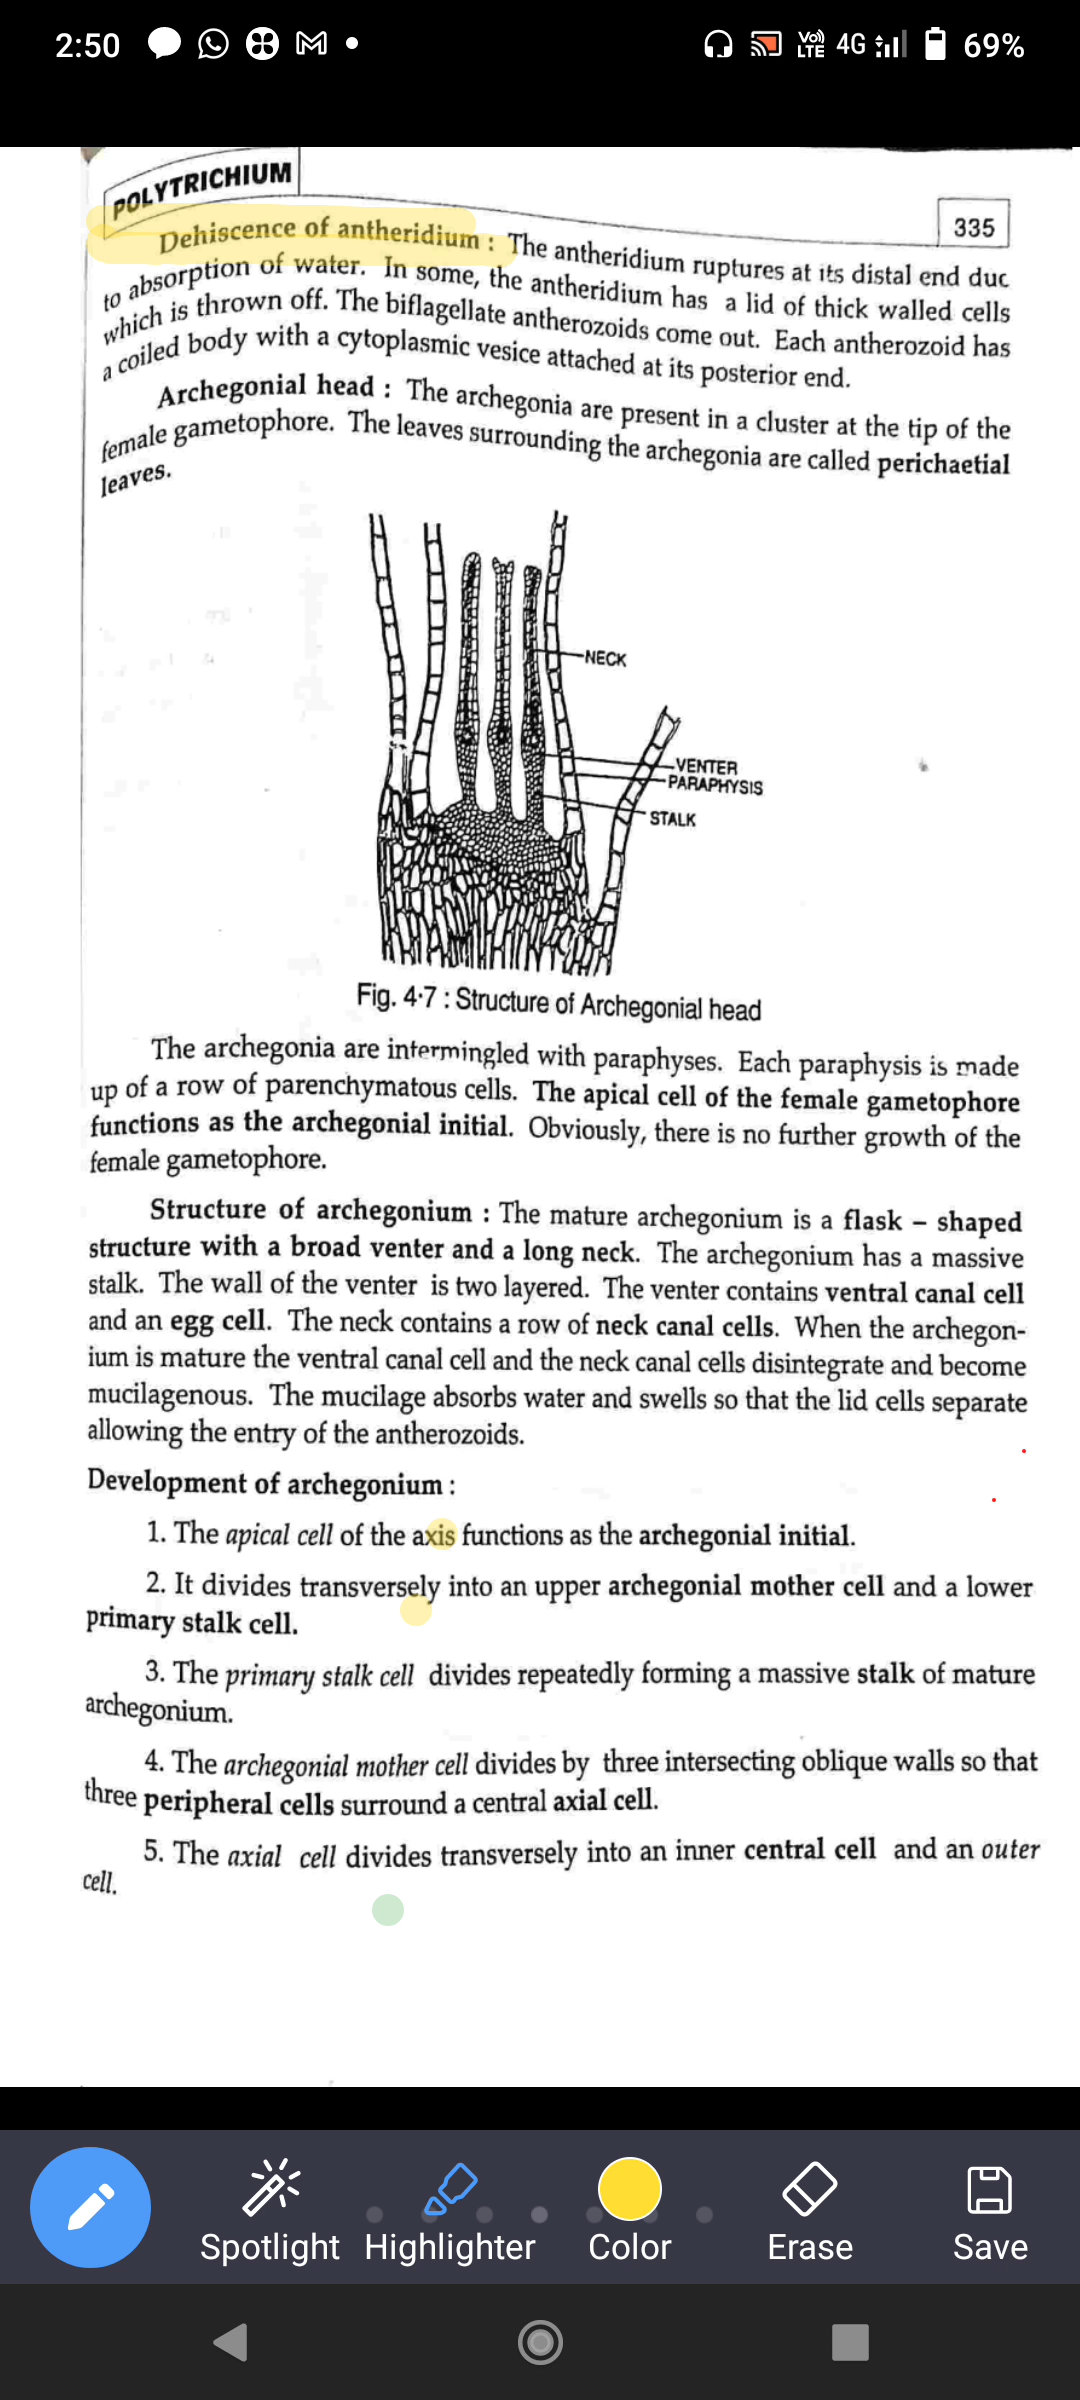 2:50
VoLTE 4G 69%
POLYTRICHIUM
335
Dehiscence of antheridium : The antheridium ruptures at its distal end duc
to absorption of water. In some, the antheridium has a lid of thick walled cells
which is thrown off. The biflagellate antherozoids come out. Each antherozoid has
a coiled body with a cytoplasmic vesice attached at its posterior end.
Archegonial head : The archegonia are present in a cluster at the tip of the
female gametophore. The leaves surrounding the archegonia are called perichaetial
leaves.
NECK
VENTER
PARAPHYSIS
STALK
Fig. 4·7 : Structure of Archegonial head
The archegonia are intermingled with paraphyses. Each paraphysis is made
up of a row of parenchymatous cells. The apical cell of the female gametophore
functions as the archegonial initial. Obviously, there is no further growth of the
female gametophore.
Structure of archegonium : The mature archegonium is a flask – shaped
structure with a broad venter and a long neck. The archegonium has a massive
stalk. The wall of the venter is two layered. The venter contains ventral canal cell
and an egg cell. The neck contains a row of neck canal cells. When the archegon-
ium is mature the ventral canal cell and the neck canal cells disintegrate and become
mucilagenous. The mucilage absorbs water and swells so that the lid cells separate
allowing the entry of the antherozoids.
Development of archegonium :
1. The apical cell of the axis functions as the archegonial initial.
2. It divides transversely into an upper archegonial mother cell and a lower
primary stalk cell.
3. The primary stalk cell divides repeatedly forming a massive stalk of mature
archegonium.
4. The archegonial mother cell divides by three intersecting oblique walls so that
three peripheral cells surround a central axial cell.
5. The axial cell divides transversely into an inner central cell and an outer
cell.
Spotlight Highlighter Color Erase Save